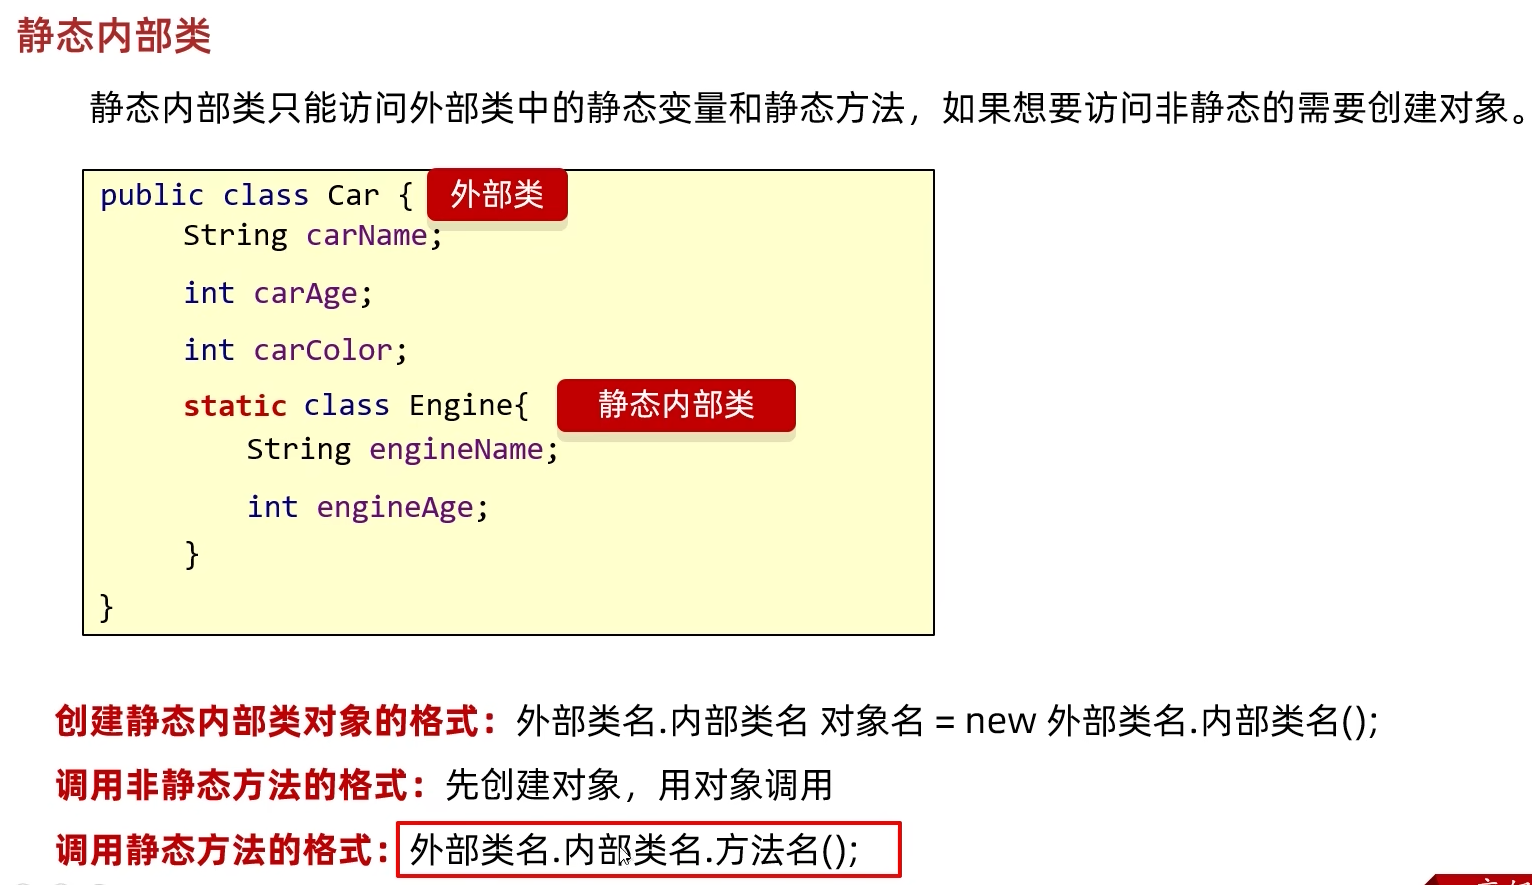 静态内部类
静态内部类只能访问外部类中的静态变量和静态方法，如果想要访问非静态的需要创建对象。
public class Car { 外部类
String carName;
int carAge;
int carColor;
static class Engine{ 静态内部类
String engineName;
int engineAge;
}
}
创建静态内部类对象的格式：外部类名.内部类名 对象名 = new 外部类名.内部类名();
调用非静态方法的格式：先创建对象，用对象调用
调用静态方法的格式：外部类名.内部类名.方法名();